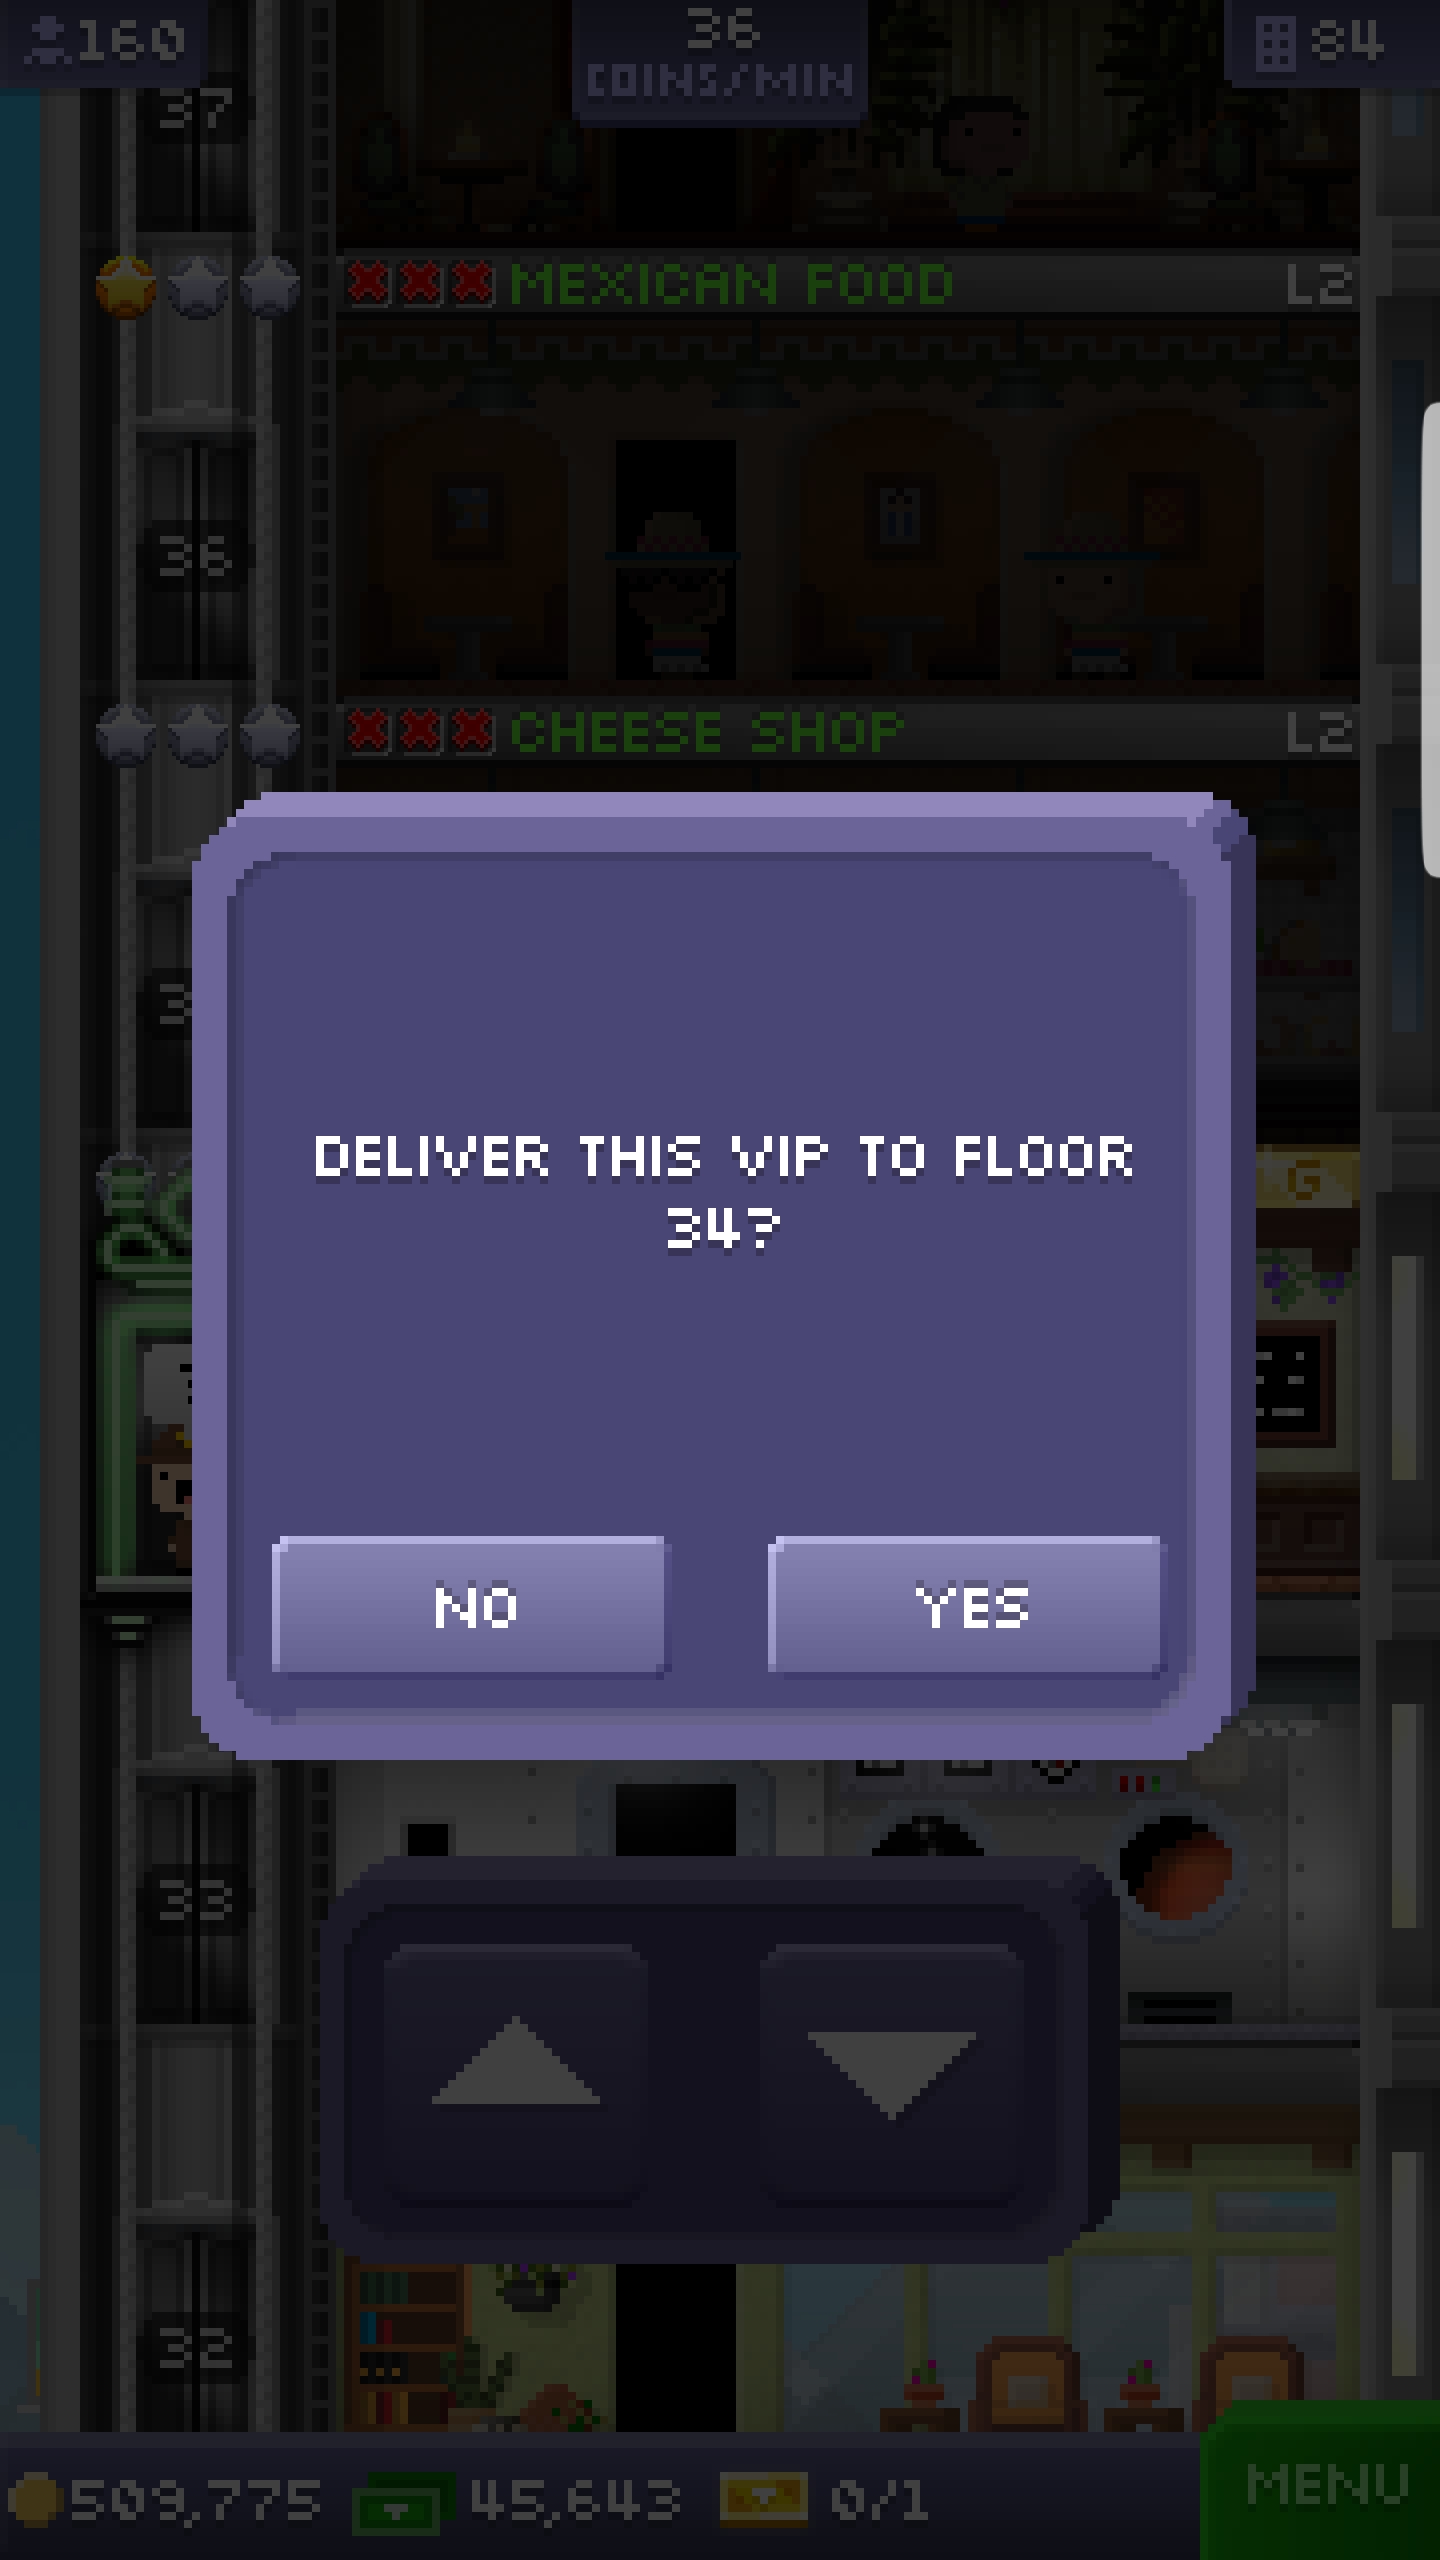 160
36
COINS/MIN
84
37
MEXICAN FOOD
L2
36
CHEESE SHOP
L2
3
G
DELIVER THIS VIP TO FLOOR
34?
NO
YES
33
32
509,775
45,643
0/1
MENU